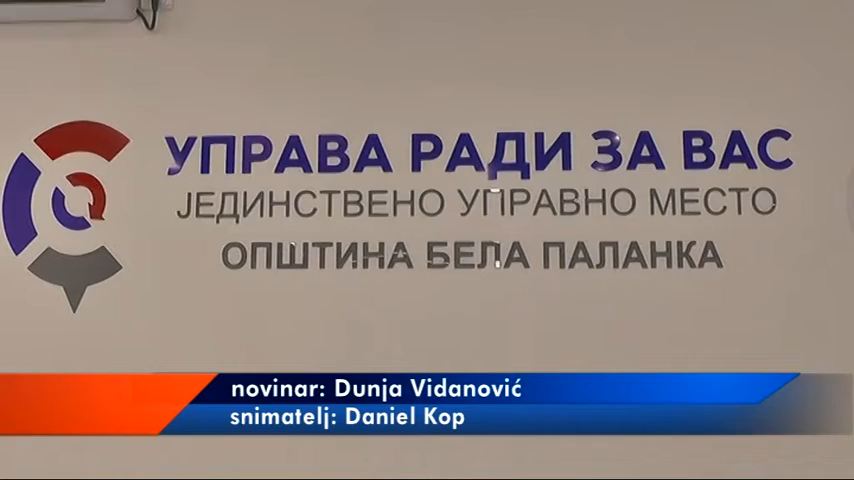 УПРАВА РАДИ ЗА ВАС
ЈЕДИНСТВЕНО УПРАВНО МЕСТО
ОПШТИНА БЕЛА ПАЛАНКА
novinar: Dunja Vidanović
snimatelj: Daniel Kop